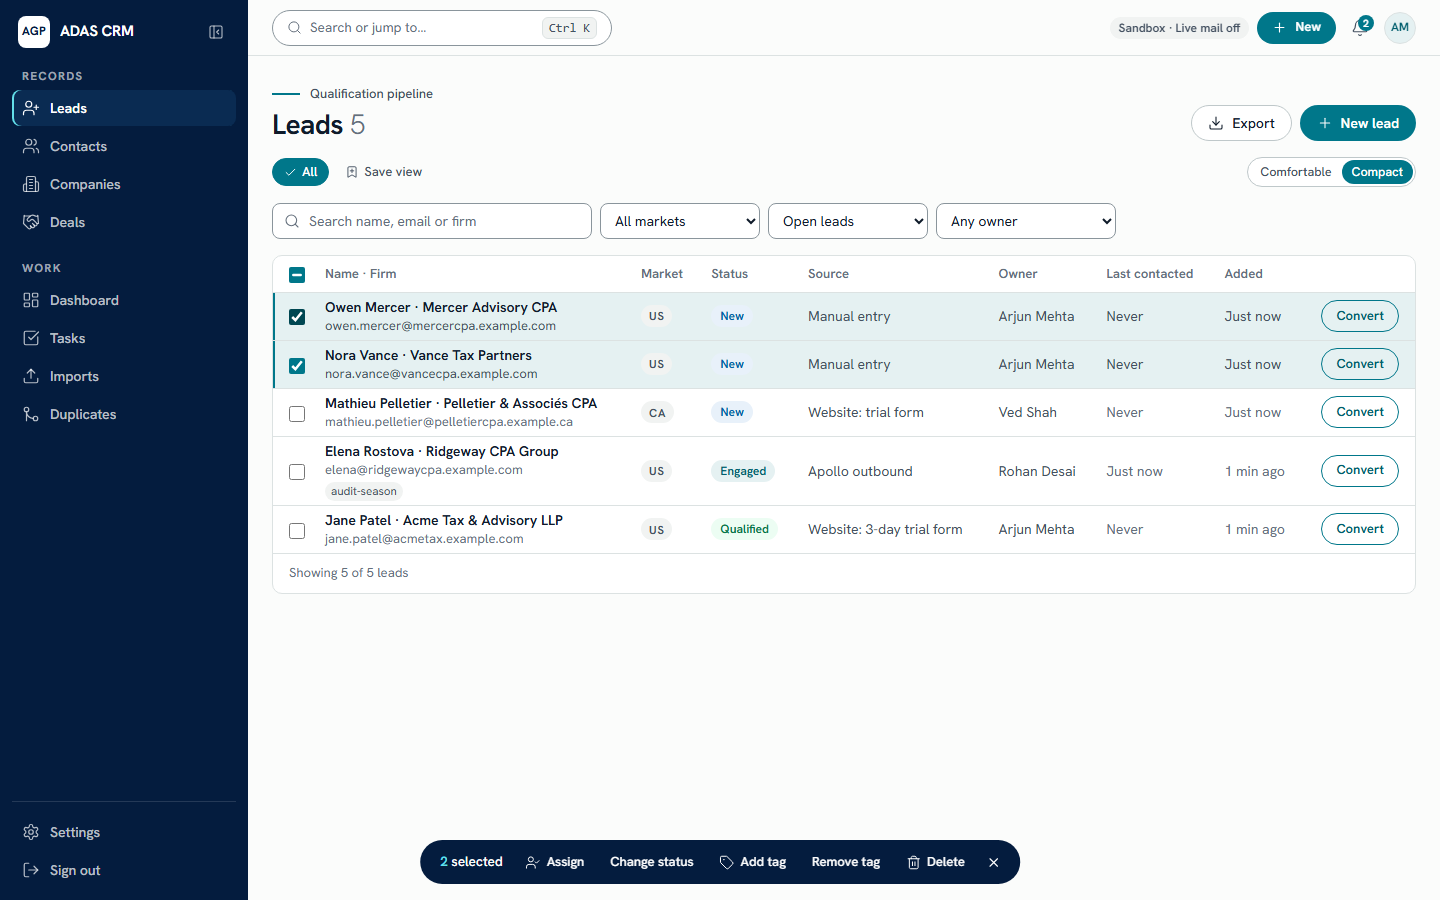 AGP ADAS CRM
RECORDS
Leads
Contacts
Companies
Deals
WORK
Dashboard
Tasks
Imports
Duplicates
Settings
Sign out
Search or jump to... Ctrl K
Sandbox · Live mail off
New
2
AM
Qualification pipeline
Leads 5
Export
New lead
All
Save view
Comfortable
Compact
Search name, email or firm
All markets
Open leads
Any owner
Name · Firm Market Status Source Owner Last contacted Added
Owen Mercer · Mercer Advisory CPA
owen.mercer@mercercpa.example.com
US New Manual entry Arjun Mehta Never Just now Convert
Nora Vance · Vance Tax Partners
nora.vance@vancecpa.example.com
US New Manual entry Arjun Mehta Never Just now Convert
Mathieu Pelletier · Pelletier & Associés CPA
mathieu.pelletier@pelletiercpa.example.ca
CA New Website: trial form Ved Shah Never Just now Convert
Elena Rostova · Ridgeway CPA Group
elena@ridgewaycpa.example.com
audit-season
US Engaged Apollo outbound Rohan Desai Just now 1 min ago Convert
Jane Patel · Acme Tax & Advisory LLP
jane.patel@acmetax.example.com
US Qualified Website: 3-day trial form Arjun Mehta Never 1 min ago Convert
Showing 5 of 5 leads
2 selected Assign Change status Add tag Remove tag Delete